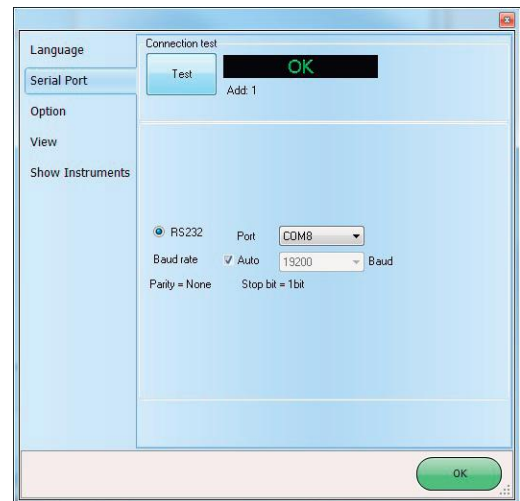 Language
Serial Port
Option
View
Show Instruments
Connection test
Test
OK
Add: 1
RS232 Port COM8
Baud rate Auto 19200 Baud
Parity = None Stop bit = 1bit
OK